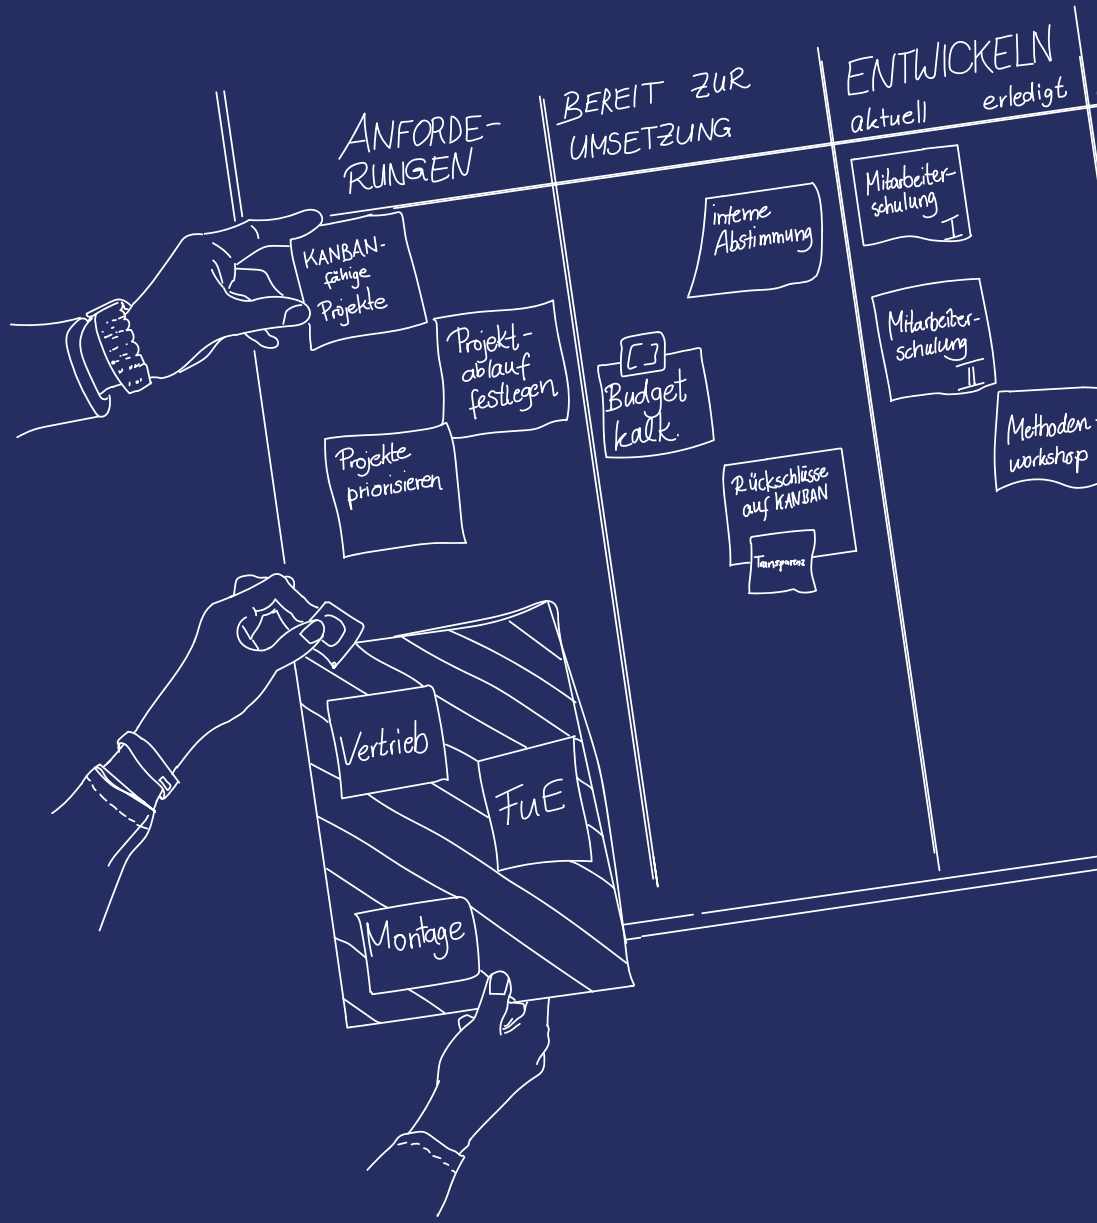 ANFORDE-
RUNGEN
KANBAN-
fähige
Projekte
Projekt-
ablauf
festlegen
Projekte
priorisieren
Vertrieb
FuE
Montage
BEREIT ZUR
UMSETZUNG
interne
Abstimmung
[ ]
Budget
kalk.
Rückschlüsse
auf KANBAN
Transparenz
ENTWICKELN
aktuell erledigt
Mitarbeiter-
schulung
I
Mitarbeiter-
schulung
II
Methoden-
workshop